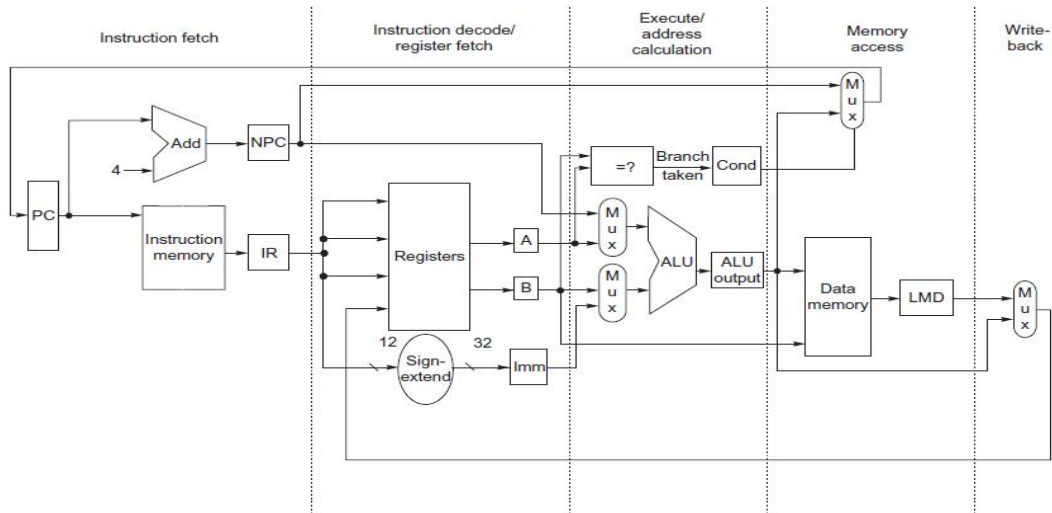 Instruction fetch
Instruction decode/
register fetch
Execute/
address
calculation
Memory
access
Write-
back
M
u
x
Add
NPC
4
Branch
taken
=?
Cond
PC
Instruction
memory
IR
Registers
A
B
M
u
x
M
u
x
ALU
ALU
output
Data
memory
LMD
M
u
x
12
Sign-
extend
32
Imm